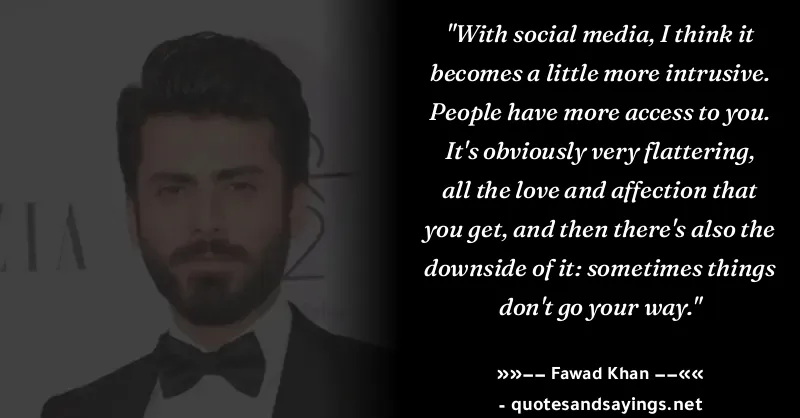 "With social media, I think it
becomes a little more intrusive.
People have more access to you.
It's obviously very flattering,
all the love and affection that
you get, and then there's also the
downside of it: sometimes things
don't go your way."
»»−− Fawad Khan −−««
- quotesandsayings.net